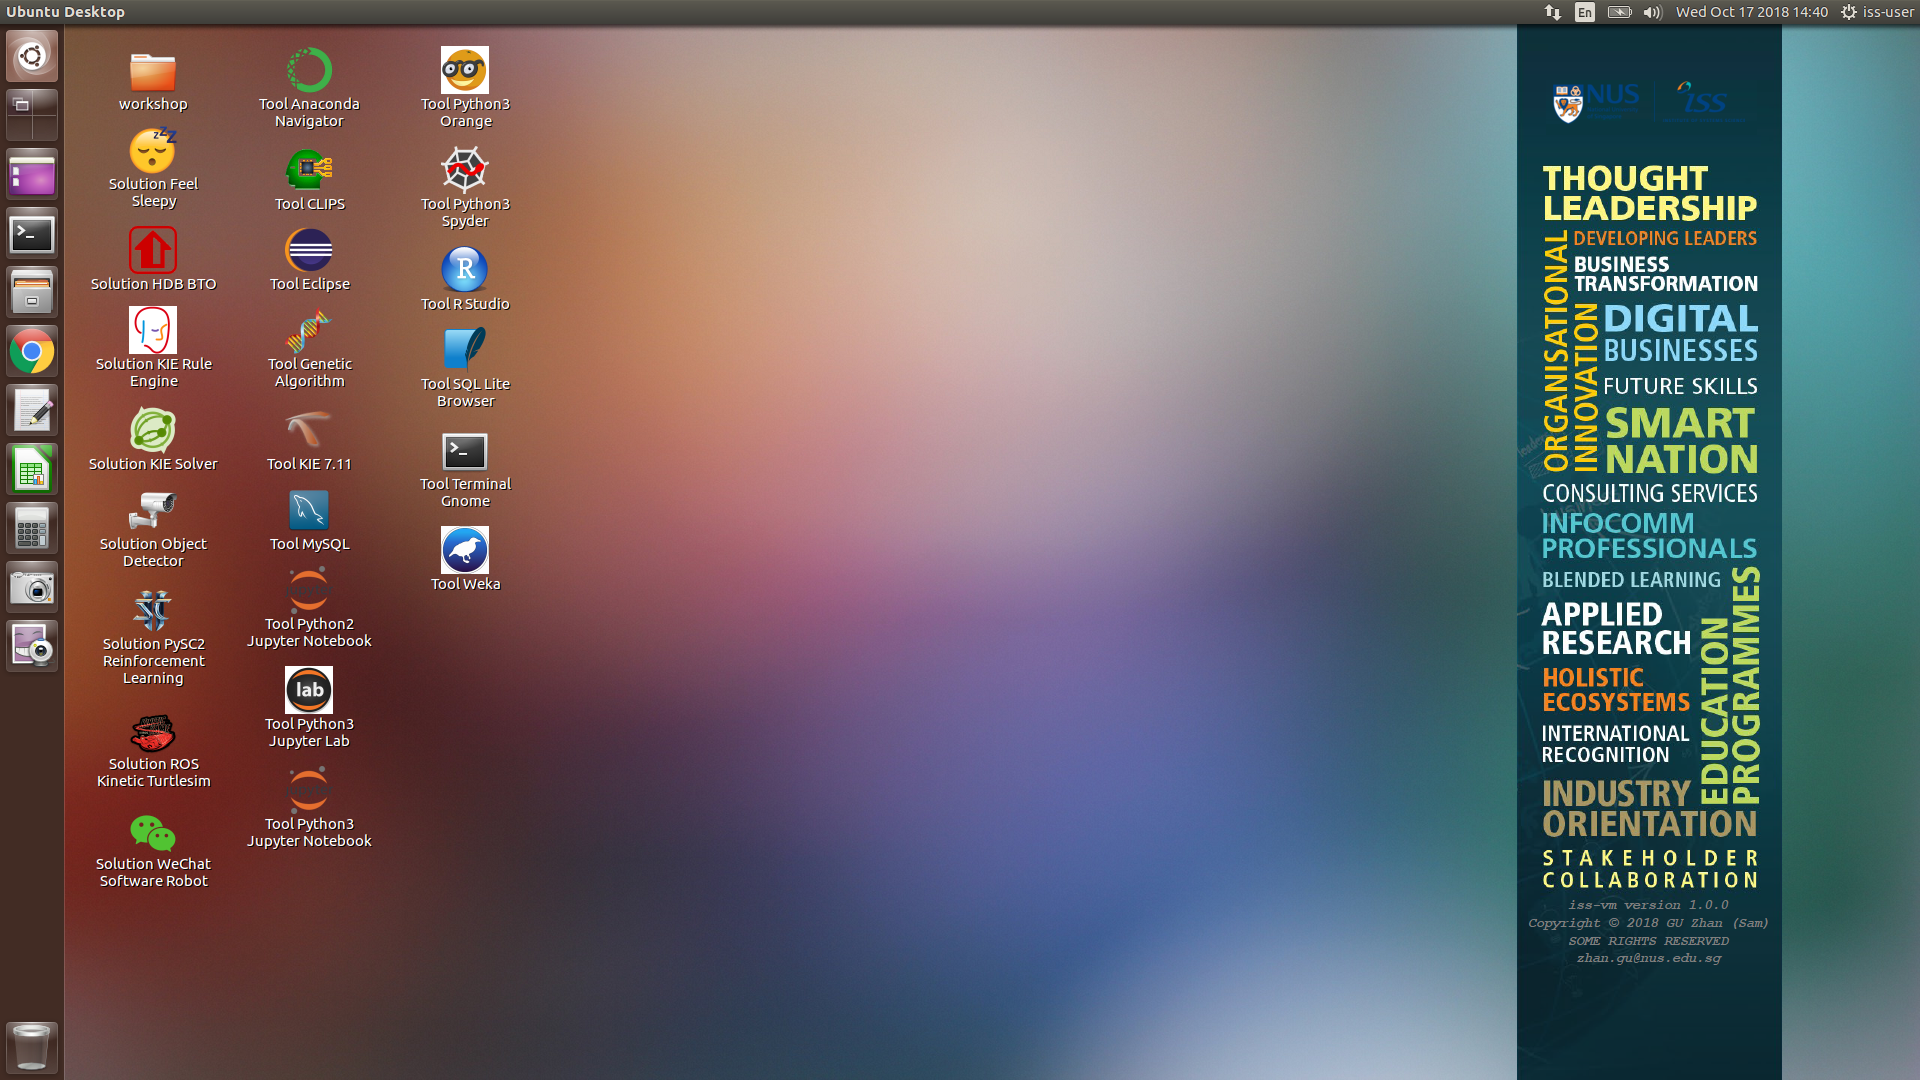 Ubuntu Desktop
En
Wed Oct 17 2018 14:40
iss-user
workshop
Solution Feel
Sleepy
Solution HDB BTO
Solution KIE Rule
Engine
Solution KIE Solver
Solution Object
Detector
Solution PySC2
Reinforcement
Learning
Solution ROS
Kinetic Turtlesim
Solution WeChat
Software Robot
Tool Anaconda
Navigator
Tool CLIPS
Tool Eclipse
Tool Genetic
Algorithm
Tool KIE 7.11
Tool MySQL
Tool Python2
Jupyter Notebook
lab
Tool Python3
Jupyter Lab
Tool Python3
Jupyter Notebook
Tool Python3
Orange
Tool Python3
Spyder
R
Tool R Studio
Tool SQL Lite
Browser
Tool Terminal
Gnome
Tool Weka
NUS
ISS
THOUGHT
LEADERSHIP
ORGANISATIONAL
INNOVATION
DEVELOPING LEADERS
BUSINESS
TRANSFORMATION
DIGITAL
BUSINESSES
FUTURE SKILLS
SMART
NATION
CONSULTING SERVICES
INFOCOMM
PROFESSIONALS
BLENDED LEARNING
APPLIED
RESEARCH
HOLISTIC
ECOSYSTEMS
INTERNATIONAL
RECOGNITION
EDUCATION
PROGRAMMES
INDUSTRY
ORIENTATION
STAKEHOLDER
COLLABORATION
iss-vm version 1.0.0
Copyright © 2018 GU Zhan (Sam)
SOME RIGHTS RESERVED
zhan.gu@nus.edu.sg